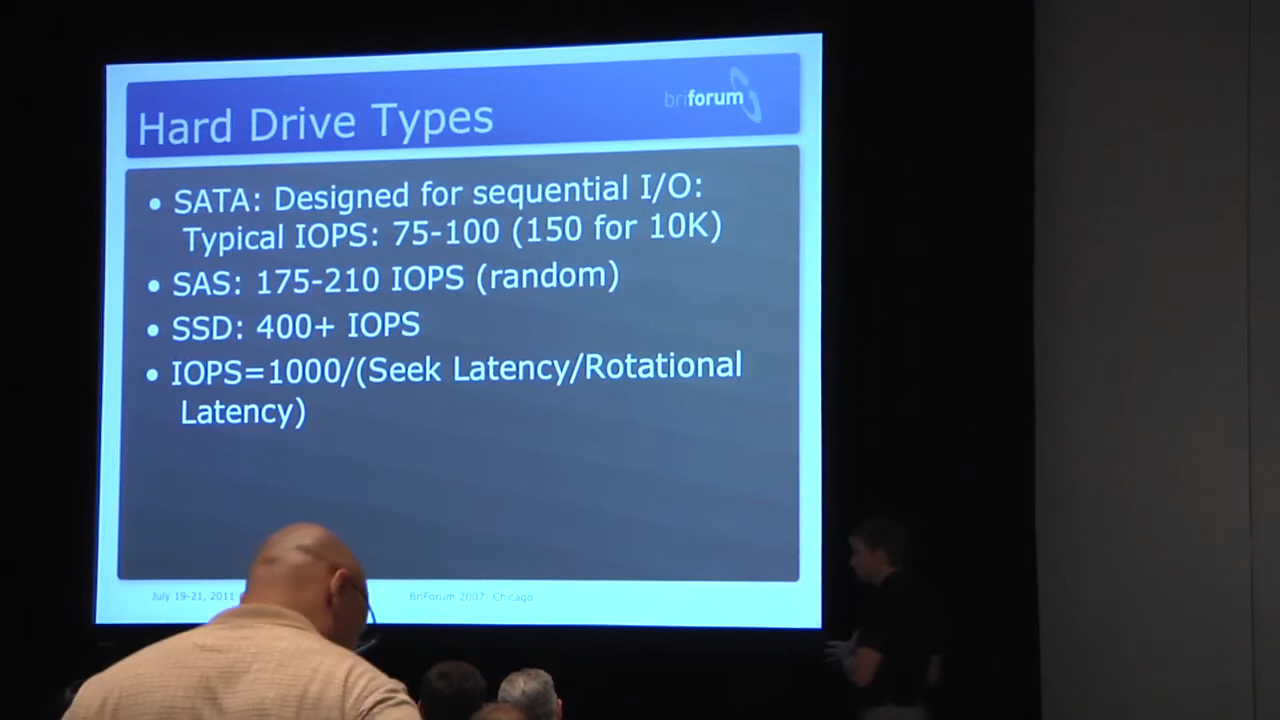 Hard Drive Types
briforum
• SATA: Designed for sequential I/O:
Typical IOPS: 75-100 (150 for 10K)
• SAS: 175-210 IOPS (random)
• SSD: 400+ IOPS
• IOPS=1000/(Seek Latency/Rotational
Latency)
July 19-21, 2011
BriForum 2007: Chicago